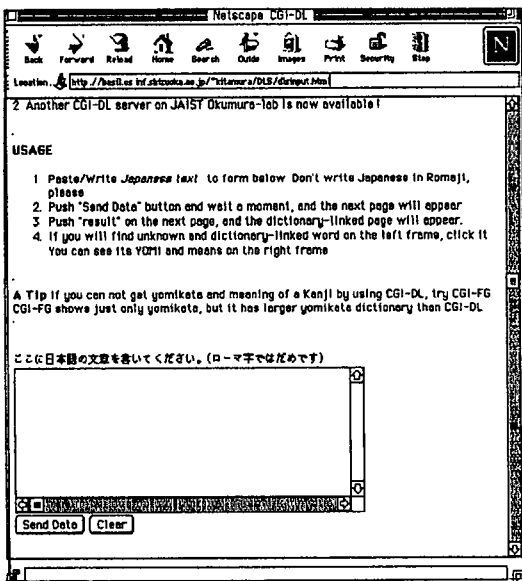 Netscape CGI-DL
Back Forward Reload Home Search Guide Images Print Security Stop
N
Location
2 Another CGI-DL server on JAIST Okumura-lab is now available !
USAGE
1 Paste/Write Japanese text to form below Don't write Japanese in Romaji,
please
2. Push "Send Data" button and wait a moment, and the next page will appear
3 Push "result" on the next page, and the dictionary-linked page will appear.
4. If you will find unknown and dictionary-linked word on the left frame, click it
You can see its YOMI and means on the right frame
A Tip If you can not get yomikata and meaning of a Kanji by using CGI-DL, try CGI-FG
CGI-FG shows just only yomikata, but it has larger yomikata dictionary than CGI-DL
ここに日本語の文章を書いてください。(ローマ字ではだめです)
Send Data Clear